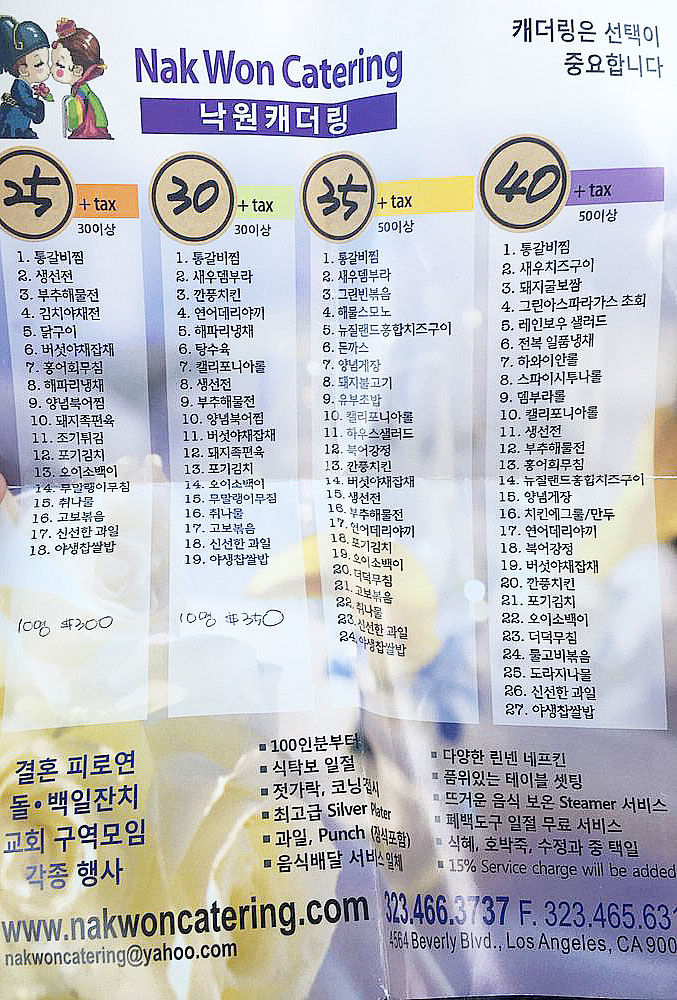 캐더링은 선택이
중요합니다
Nak Won Catering
낙원캐더링
25 + tax
30이상
1. 통갈비찜
2. 생선전
3. 부추해물전
4. 김치야채전
5. 닭구이
6. 버섯야채잡채
7. 홍어회무침
8. 해파리냉채
9. 양념북어찜
10. 돼지족편육
11. 조기튀김
12. 포기김치
13. 오이소백이
14. 무말랭이무침
15. 취나물
16. 고보볶음
17. 신선한 과일
18. 야생찹쌀밥
10명 $300
30 + tax
30이상
1. 통갈비찜
2. 새우뎀부라
3. 깐풍치킨
4. 연어데리야끼
5. 해파리냉채
6. 탕수육
7. 캘리포니아롤
8. 생선전
9. 부추해물전
10. 양념북어찜
11. 버섯야채잡채
12. 돼지족편육
13. 포기김치
14. 오이소백이
15. 무말랭이무침
16. 취나물
17. 고보볶음
18. 신선한 과일
19. 야생찹쌀밥
10명 $350
35 + tax
50이상
1. 통갈비찜
2. 새우뎀부라
3. 그린빈볶음
4. 해물스모노
5. 뉴질랜드홍합치즈구이
6. 돈까스
7. 양념게장
8. 돼지불고기
9. 유부초밥
10. 캘리포니아롤
11. 하우스샐러드
12. 북어강정
13. 깐풍치킨
14. 버섯야채잡채
15. 생선전
16. 부추해물전
17. 연어데리야끼
18. 포기김치
19. 오이소백이
20. 더덕무침
21. 고보볶음
22. 취나물
23. 신선한 과일
24. 야생찹쌀밥
40 + tax
50이상
1. 통갈비찜
2. 새우치즈구이
3. 돼지굴보쌈
4. 그린아스파라가스 초회
5. 레인보우 샐러드
6. 전복 일품냉채
7. 하와이안롤
8. 스파이시투나롤
9. 뎀부라롤
10. 캘리포니아롤
11. 생선전
12. 부추해물전
13. 홍어회무침
14. 뉴질랜드홍합치즈구이
15. 양념게장
16. 치킨에그롤/만두
17. 연어데리야끼
18. 북어강정
19. 버섯야채잡채
20. 깐풍치킨
21. 포기김치
22. 오이소백이
23. 더덕무침
24. 물고비볶음
25. 도라지나물
26. 신선한 과일
27. 야생찹쌀밥
결혼 피로연
돌•백일잔치
교회 구역모임
각종 행사
▪ 100인분부터
▪ 식탁보 일절
▪ 젓가락, 코닝접시
▪ 최고급 Silver Plater
▪ 과일, Punch (정식포함)
▪ 음식배달 서비스일체
▪ 다양한 린넨 네프킨
▪ 품위있는 테이블 셋팅
▪ 뜨거운 음식 보온 Steamer 서비스
▪ 폐백도구 일절 무료 서비스
▪ 식혜, 호박죽, 수정과 중 택일
▪ 15% Service charge will be added
www.nakwoncatering.com
nakwoncatering@yahoo.com
323.466.3737 F. 323.465.631
4564 Beverly Blvd., Los Angeles, CA 900